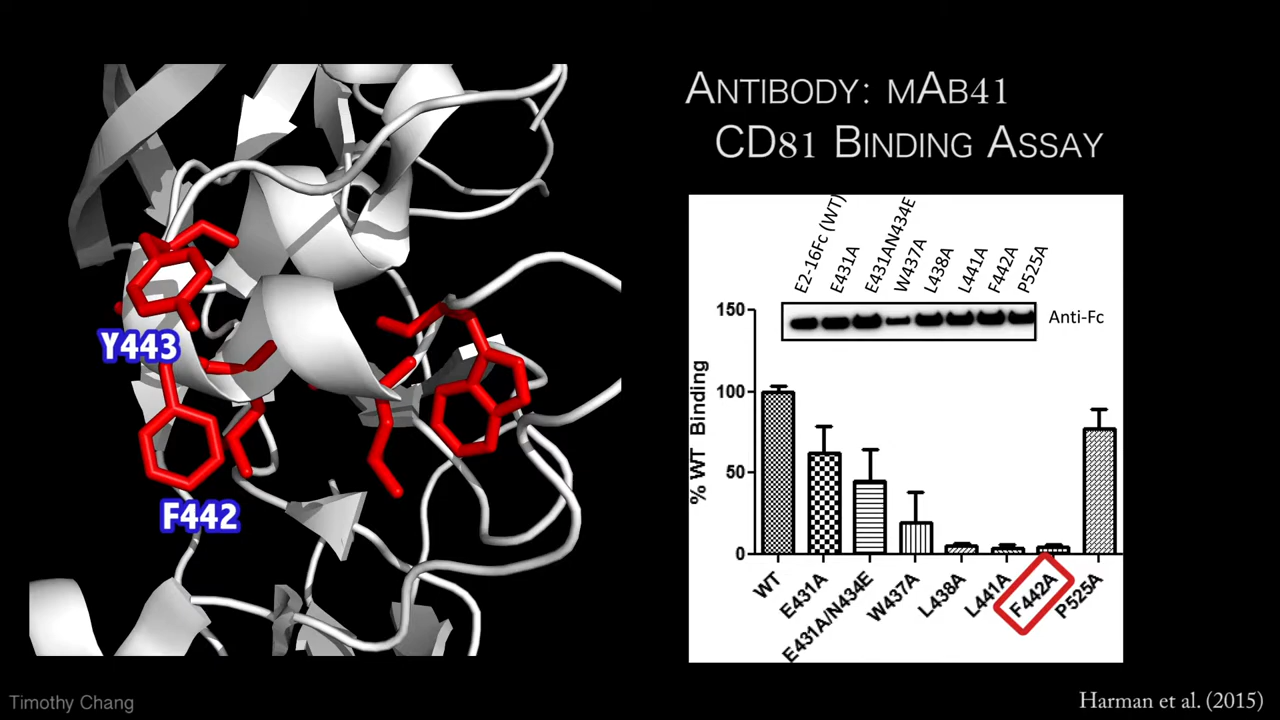 ANTIBODY: MAB41
CD81 BINDING ASSAY
Y443
F442
E2-16Fc (WT)
E431A
E431AN434E
W437A
L438A
L441A
F442A
P525A
Anti-Fc
% WT Binding
150
100
50
0
WT
E431A
E431A/N434E
W437A
L438A
L441A
F442A
P525A
Timothy Chang
Harman et al. (2015)